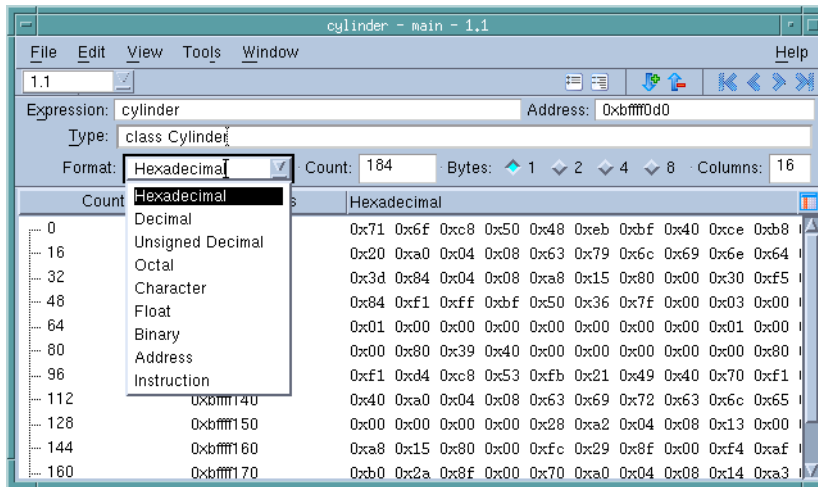 cylinder - main - 1.1
File Edit View Tools Window Help
1.1
Expression: cylinder Address: 0xbffff0d0
Type: class Cylinder
Format: Hexadecimal Count: 184 Bytes: 1 2 4 8 Columns: 16
Count s Hexadecimal
Hexadecimal
Decimal
Unsigned Decimal
Octal
Character
Float
Binary
Address
Instruction
0 0x71 0x6f 0xc8 0x50 0x48 0xeb 0xbf 0x40 0xce 0xb8
16 0x20 0xa0 0x04 0x08 0x63 0x79 0x6c 0x69 0x6e 0x64
32 0x3d 0x84 0x04 0x08 0xa8 0x15 0x80 0x00 0x30 0xf5
48 0x84 0xf1 0xff 0xbf 0x50 0x36 0x7f 0x00 0x03 0x00
64 0x01 0x00 0x00 0x00 0x00 0x00 0x00 0x00 0x01 0x00
80 0x00 0x80 0x39 0x40 0x00 0x00 0x00 0x00 0x00 0x80
96 0xf1 0xd4 0xc8 0x53 0xfb 0x21 0x49 0x40 0x70 0xf1
112 0xbffff140 0x40 0xa0 0x04 0x08 0x63 0x69 0x72 0x63 0x6c 0x65
128 0xbffff150 0x00 0x00 0x00 0x00 0x28 0xa2 0x04 0x08 0x13 0x00
144 0xbffff160 0xa8 0x15 0x80 0x00 0xfc 0x29 0x8f 0x00 0xf4 0xaf
160 0xbffff170 0xb0 0x2a 0x8f 0x00 0x70 0xa0 0x04 0x08 0x14 0xa3